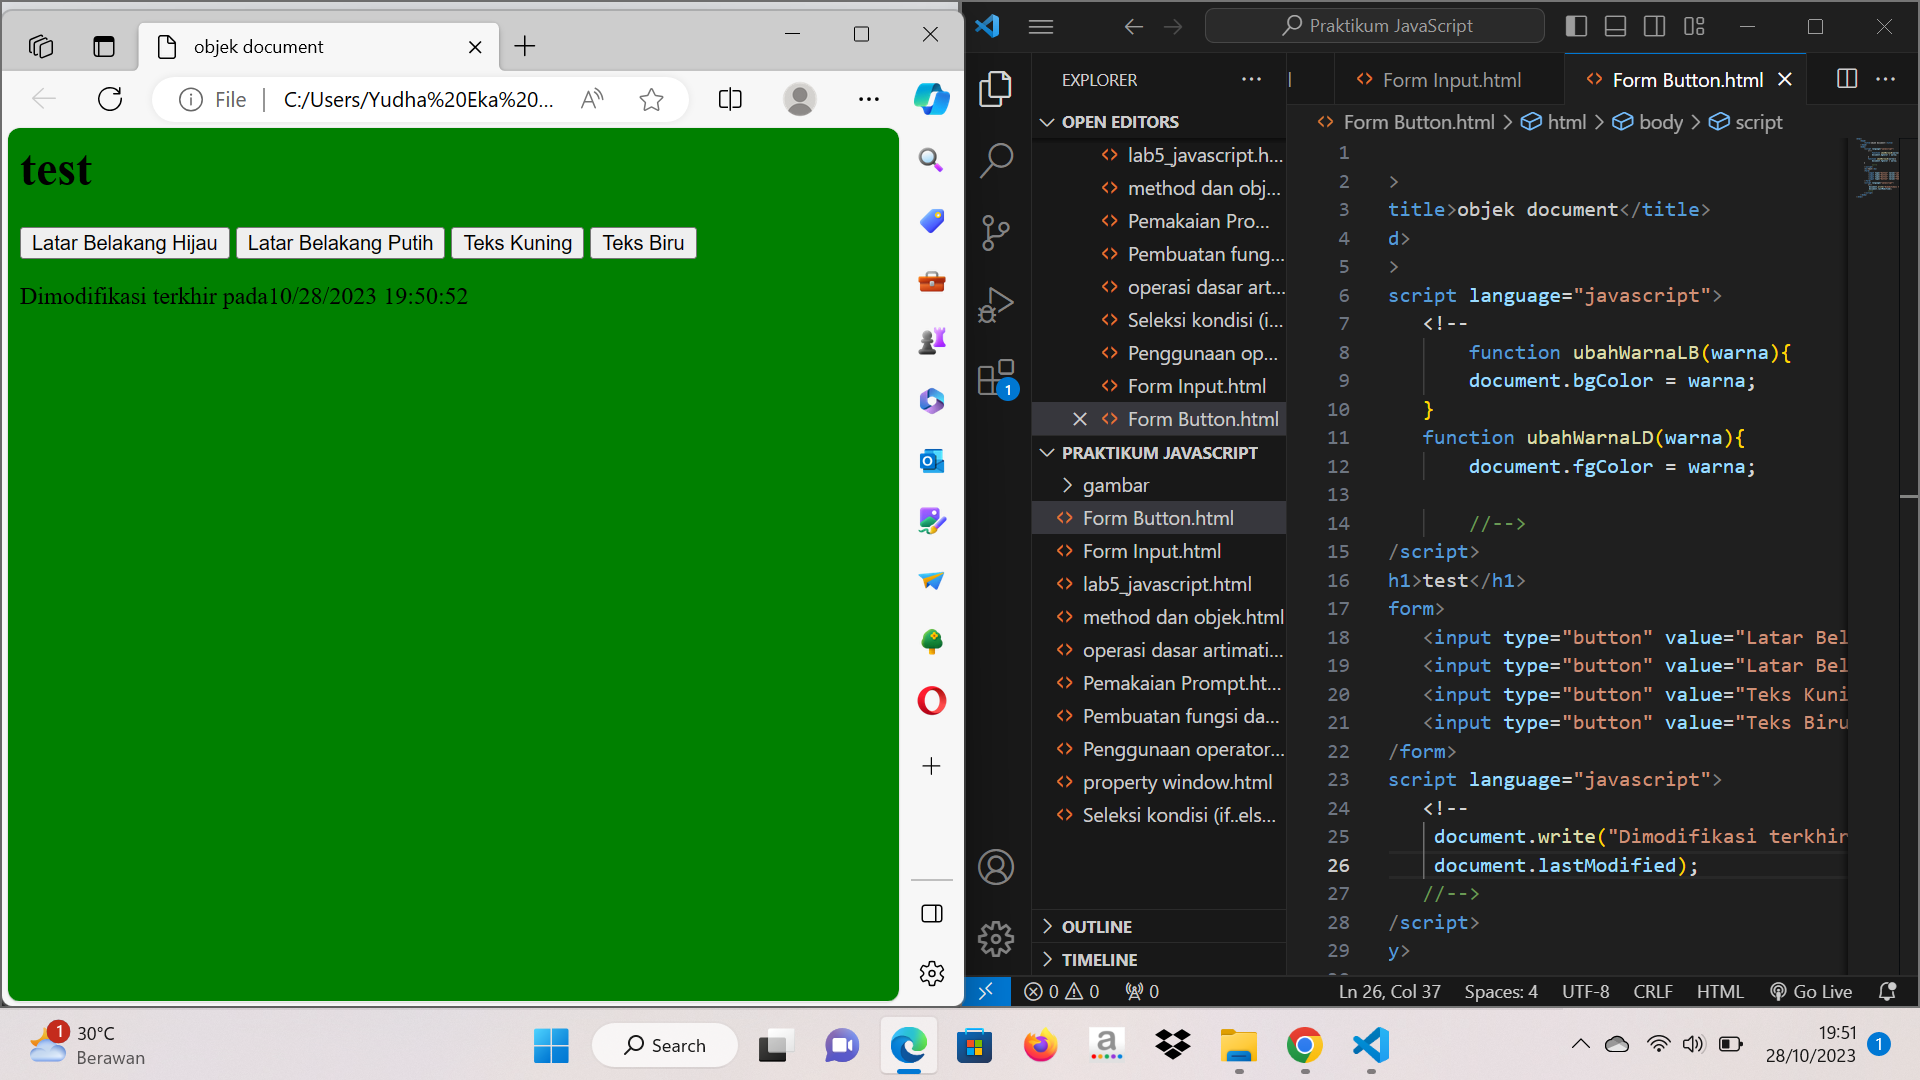 objek document
File
C:/Users/Yudha%20Eka%20...
test
Latar Belakang Hijau
Latar Belakang Putih
Teks Kuning
Teks Biru
Dimodifikasi terkhir pada10/28/2023 19:50:52
Praktikum JavaScript
EXPLORER
OPEN EDITORS
lab5_javascript.h...
method dan obj...
Pemakaian Pro...
Pembuatan fung...
operasi dasar art...
Seleksi kondisi (i...
Penggunaan op...
Form Input.html
Form Button.html
PRAKTIKUM JAVASCRIPT
gambar
Form Button.html
Form Input.html
lab5_javascript.html
method dan objek.html
operasi dasar artimati...
Pemakaian Prompt.ht...
Pembuatan fungsi da...
Penggunaan operator...
property window.html
Seleksi kondisi (if..els...
OUTLINE
TIMELINE
1
Form Input.html
Form Button.html
Form Button.html > html > body > script
1
2 >
3 title>objek document</title>
4 d>
5 >
6 script language="javascript">
7 <!--
8 function ubahWarnaLB(warna){
9 document.bgColor = warna;
10 }
11 function ubahWarnaLD(warna){
12 document.fgColor = warna;
13
14 //-->
15 /script>
16 h1>test</h1>
17 form>
18 <input type="button" value="Latar Bel
19 <input type="button" value="Latar Bel
20 <input type="button" value="Teks Kuni
21 <input type="button" value="Teks Biru
22 /form>
23 script language="javascript">
24 <!--
25 document.write("Dimodifikasi terkhir
26 document.lastModified);
27 //-->
28 /script>
29 y>
0 0 0
Ln 26, Col 37 Spaces: 4 UTF-8 CRLF HTML Go Live
1
30°C
Berawan
Search
a
19:51
28/10/2023
1